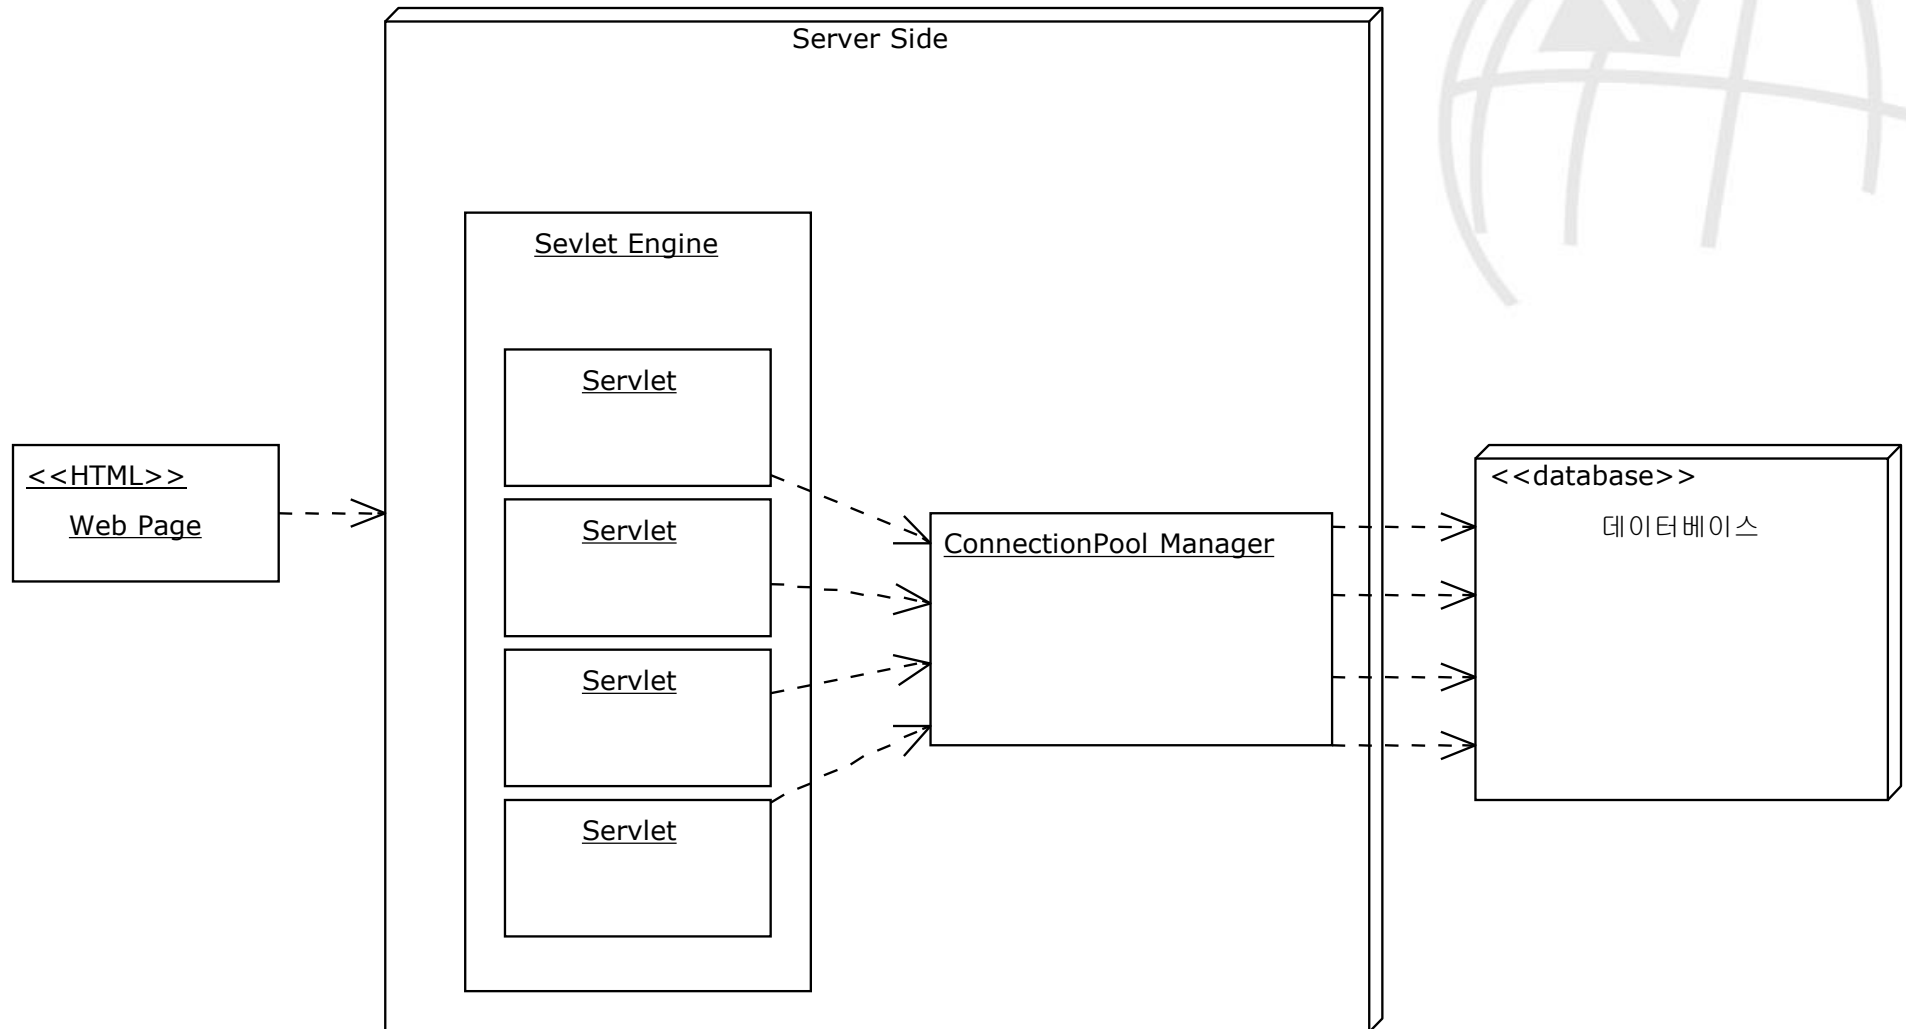 Server Side
Sevlet Engine
Servlet
Servlet
Servlet
Servlet
<<HTML>>
Web Page
ConnectionPool Manager
<<database>>
데이터베이스